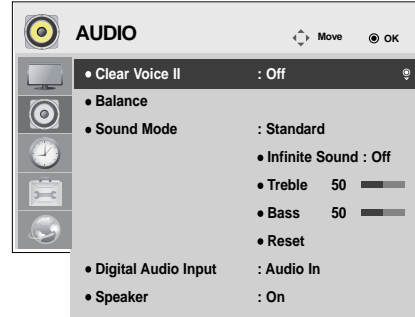 AUDIO Move OK
• Clear Voice II : Off
• Balance
• Sound Mode : Standard
• Infinite Sound : Off
• Treble 50
• Bass 50
• Reset
• Digital Audio Input : Audio In
• Speaker : On